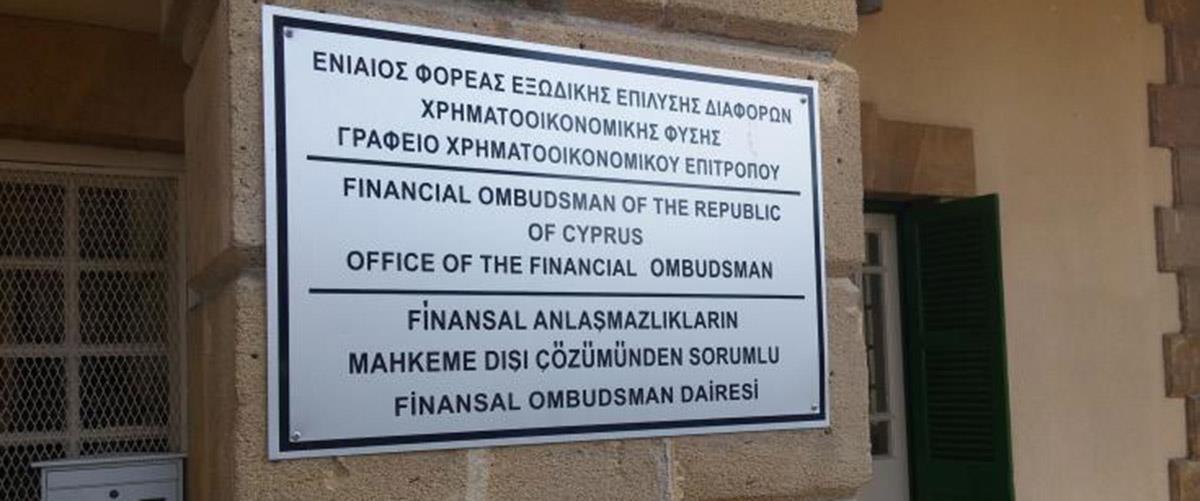 ΕΝΙΑΙΟΣ ΦΟΡΕΑΣ ΕΞΩΔΙΚΗΣ ΕΠΙΛΥΣΗΣ ΔΙΑΦΟΡΩΝ
ΧΡΗΜΑΤΟΟΙΚΟΝΟΜΙΚΗΣ ΦΥΣΗΣ
ΓΡΑΦΕΙΟ ΧΡΗΜΑΤΟΟΙΚΟΝΟΜΙΚΟΥ ΕΠΙΤΡΟΠΟΥ
FINANCIAL OMBUDSMAN OF THE REPUBLIC
OF CYPRUS
OFFICE OF THE FINANCIAL OMBUDSMAN
FİNANSAL ANLAŞMAZLIKLARIN
MAHKEME DIŞI ÇÖZÜMÜNDEN SORUMLU
FİNANSAL OMBUDSMAN DAİRESİ